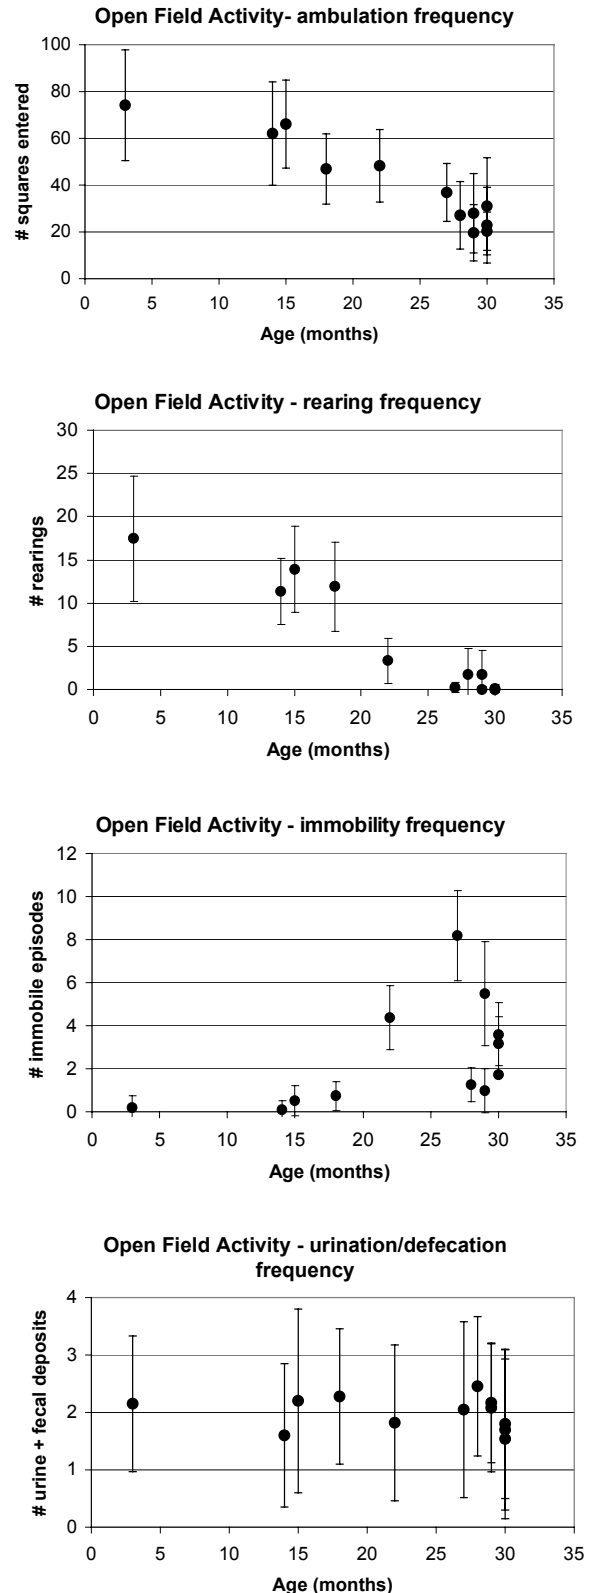 Open Field Activity- ambulation frequency
100
80
60
40
20
0
# squares entered
0 5 10 15 20 25 30 35
Age (months)
Open Field Activity - rearing frequency
30
25
20
15
10
5
0
# rearings
0 5 10 15 20 25 30 35
Age (months)
Open Field Activity - immobility frequency
12
10
8
6
4
2
0
# immobile episodes
0 5 10 15 20 25 30 35
Age (months)
Open Field Activity - urination/defecation
frequency
4
3
2
1
0
# urine + fecal deposits
0 5 10 15 20 25 30 35
Age (months)